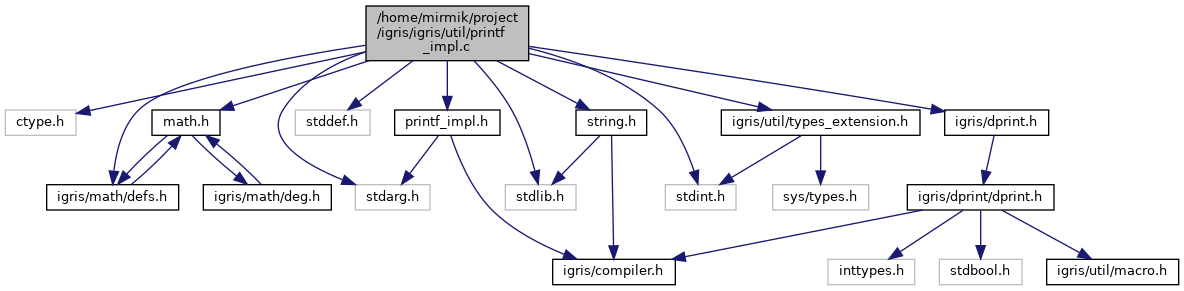 /home/mirmik/project
/igris/igris/util/printf
_impl.c
ctype.h
math.h
stddef.h
printf_impl.h
string.h
igris/util/types_extension.h
igris/dprint.h
igris/math/defs.h
igris/math/deg.h
stdarg.h
stdlib.h
stdint.h
sys/types.h
igris/dprint/dprint.h
igris/compiler.h
inttypes.h
stdbool.h
igris/util/macro.h